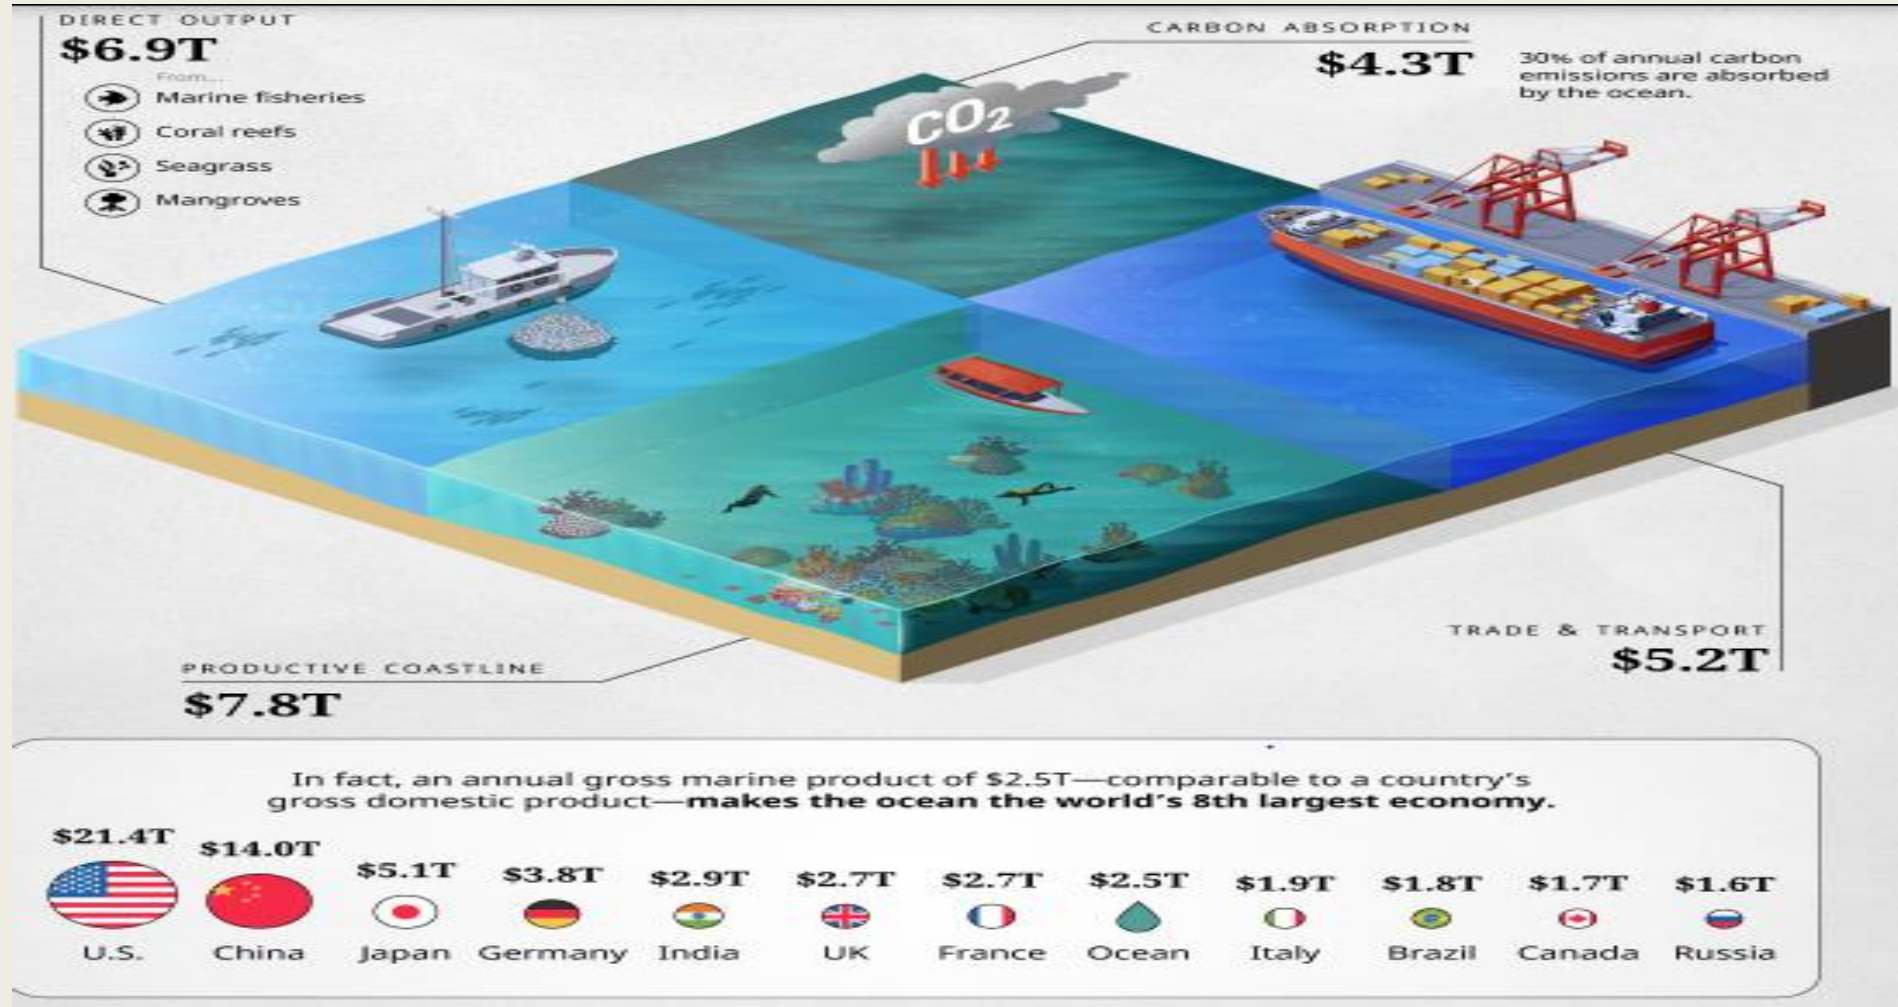 DIRECT OUTPUT
$6.9T
From...
Marine fisheries
Coral reefs
Seagrass
Mangroves
CARBON ABSORPTION
$4.3T
30% of annual carbon
emissions are absorbed
by the ocean.
CO2
TRADE & TRANSPORT
$5.2T
PRODUCTIVE COASTLINE
$7.8T
In fact, an annual gross marine product of $2.5T—comparable to a country's
gross domestic product—makes the ocean the world's 8th largest economy.
$21.4T
U.S.
$14.0T
China
$5.1T
Japan
$3.8T
Germany
$2.9T
India
$2.7T
UK
$2.7T
France
$2.5T
Ocean
$1.9T
Italy
$1.8T
Brazil
$1.7T
Canada
$1.6T
Russia